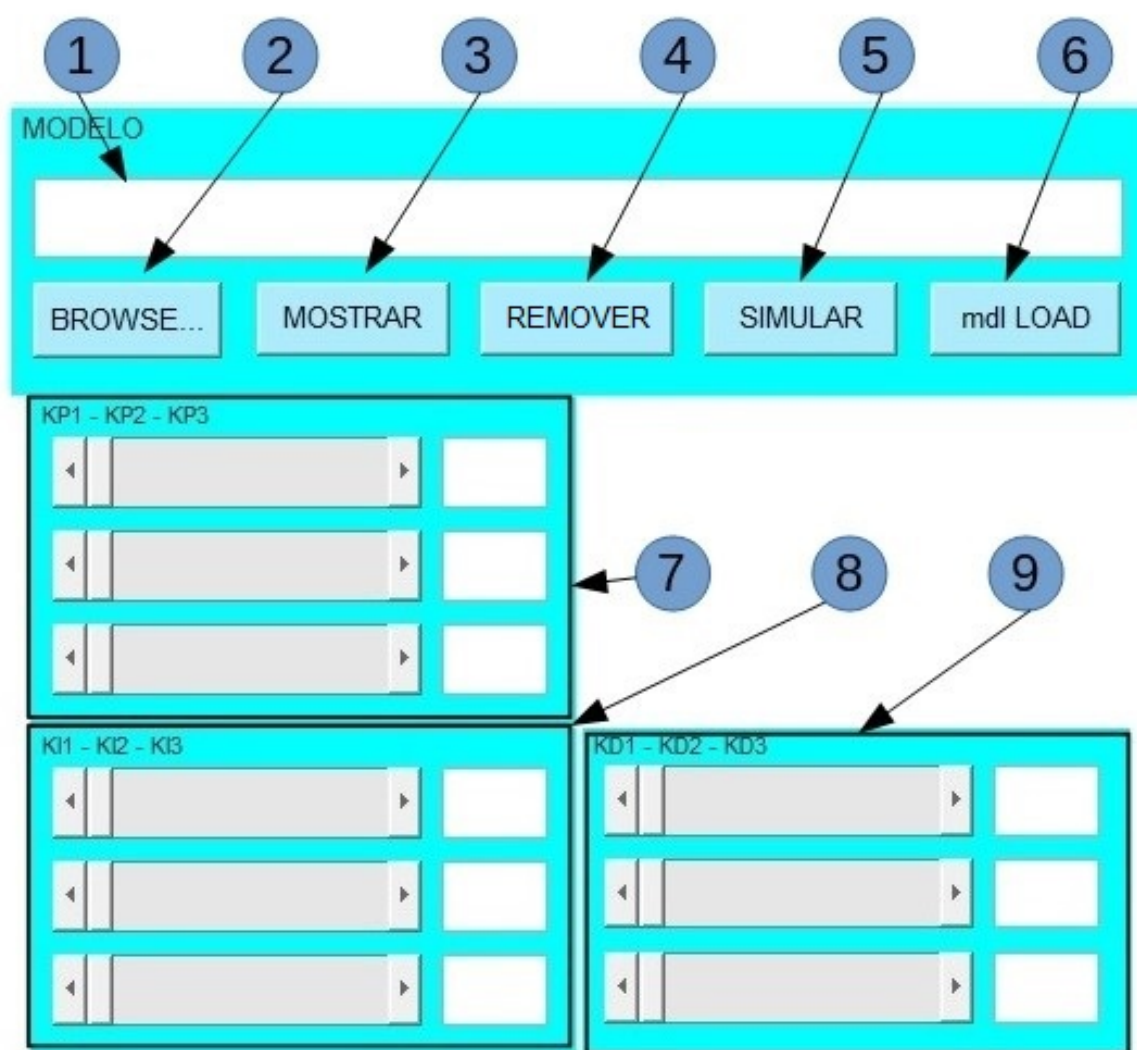 1 2 3 4 5 6
MODELO
BROWSE... MOSTRAR REMOVER SIMULAR mdl LOAD
KP1 - KP2 - KP3
7 8 9
KI1 - KI2 - KI3
KD1 - KD2 - KD3